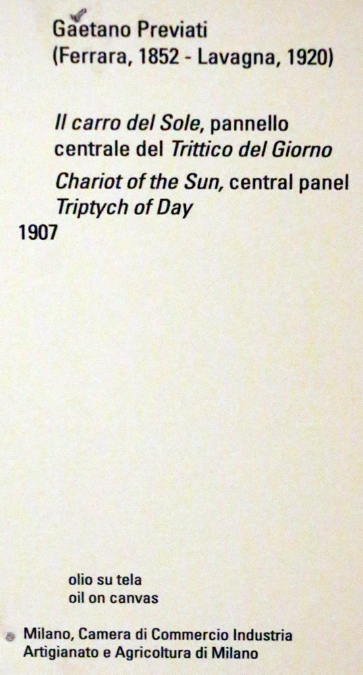 Gaetano Previati
(Ferrara, 1852 - Lavagna, 1920)
Il carro del Sole, pannello
centrale del Trittico del Giorno
Chariot of the Sun, central panel
Triptych of Day
1907
olio su tela
oil on canvas
Milano, Camera di Commercio Industria
Artigianato e Agricoltura di Milano